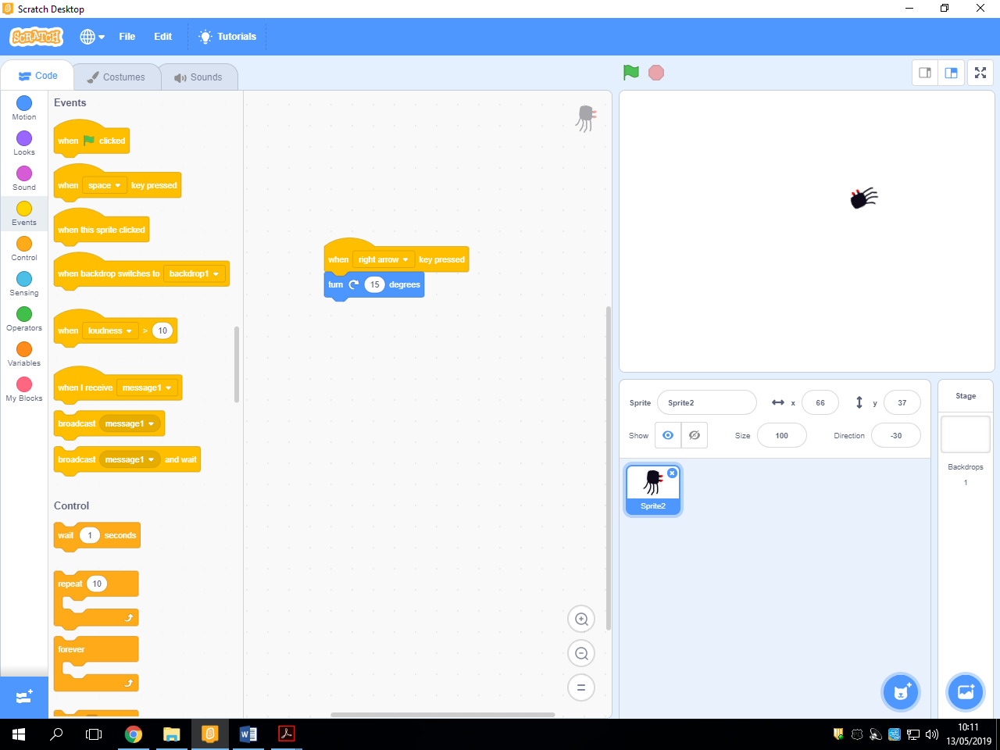 Scratch Desktop
SCRATCH File Edit Tutorials
Code Costumes Sounds
Motion
Looks
Sound
Events
Control
Sensing
Operators
Variables
My Blocks
Events
when clicked
when space key pressed
when this sprite clicked
when backdrop switches to backdrop1
when loudness > 10
when I receive message1
broadcast message1
broadcast message1 and wait
Control
wait 1 seconds
repeat 10
forever
when right arrow key pressed
turn 15 degrees
Sprite Sprite2 x 66 y 37
Show Size 100 Direction -30
Sprite2
Stage
Backdrops
1
10:11
13/05/2019